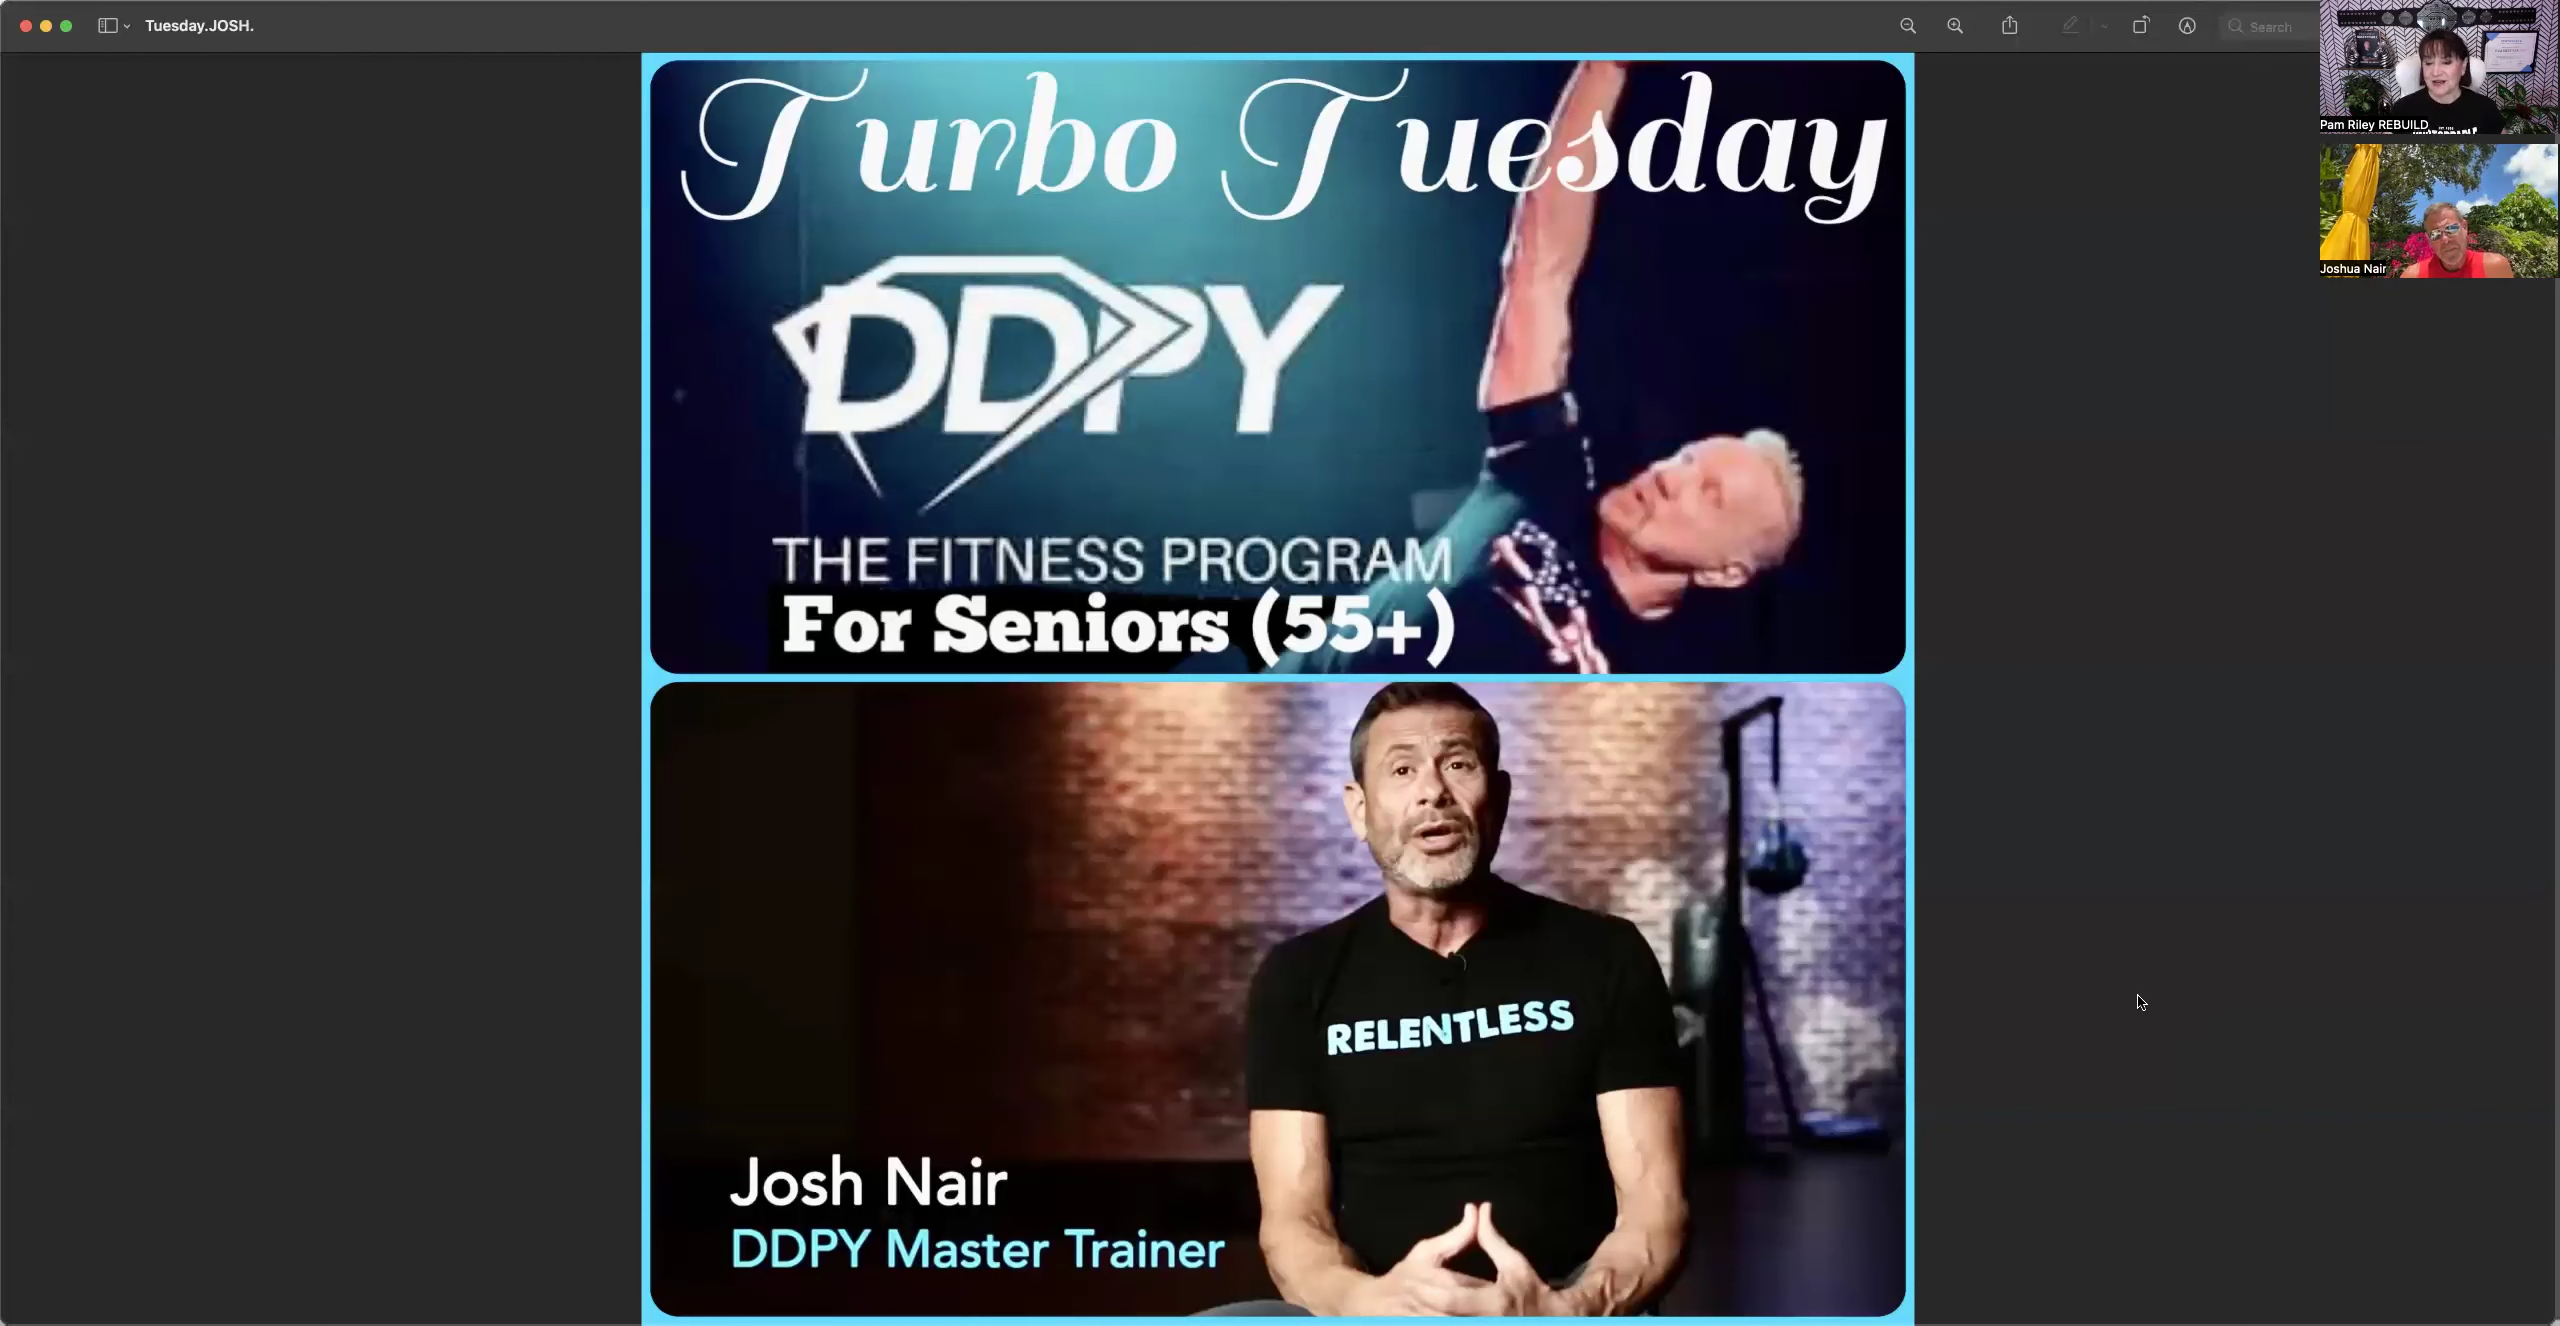 Tuesday.JOSH.
Search
Pam Riley REBUILD
Joshua Nair
Turbo Tuesday
DDPY
THE FITNESS PROGRAM
For Seniors (55+)
RELENTLESS
Josh Nair
DDPY Master Trainer